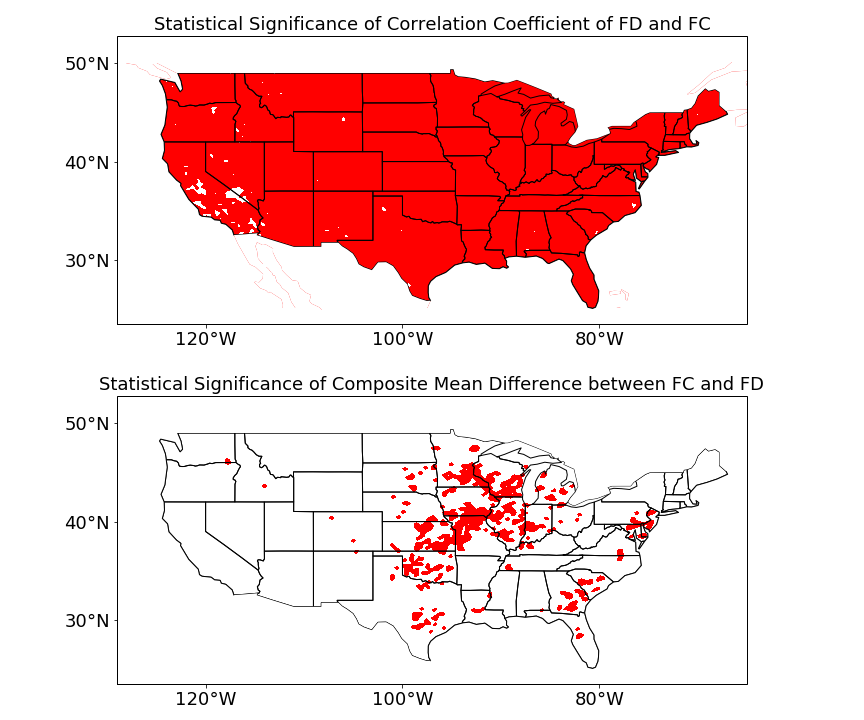 Statistical Significance of Correlation Coefficient of FD and FC
50°N
40°N
30°N
120°W 100°W 80°W
Statistical Significance of Composite Mean Difference between FC and FD
50°N
40°N
30°N
120°W 100°W 80°W